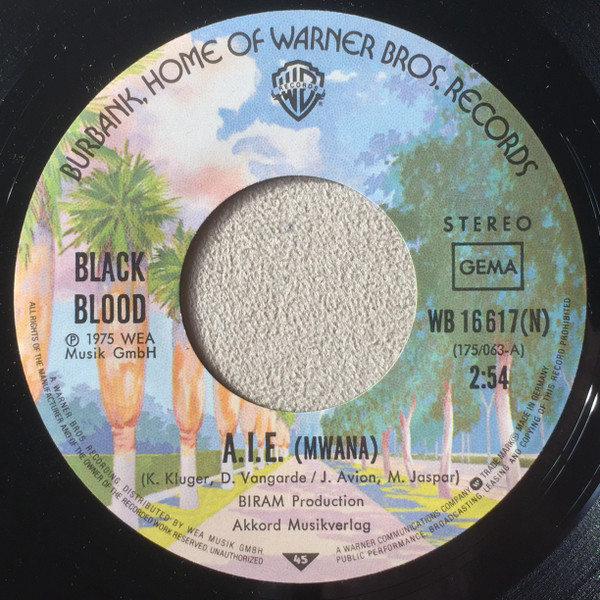 BURBANK, HOME OF WARNER BROS. RECORDS
WB
RECORDS
STEREO
GEMA
BLACK
BLOOD
℗ 1975 WEA
Musik GmbH
WB 16 617(N)
(175/063-A)
2:54
A.I.E. (MWANA)
(K. Kluger, D. Vangarde/J. Avion, M. Jaspar)
BIRAM Production
Akkord Musikverlag
45
ALL RIGHTS OF THE MANUFACTURER AND OF THE OWNER OF THE RECORDED WORK RESERVED. UNAUTHORIZED
A WARNER BROS. RECORDING DISTRIBUTED BY WEA MUSIK GMBH.
A WARNER COMMUNICATIONS COMPANY TRADE MARK MADE IN GERMANY
PUBLIC PERFORMANCE, BROADCASTING LEASING AND COPYING OF THIS RECORD PROHIBITED